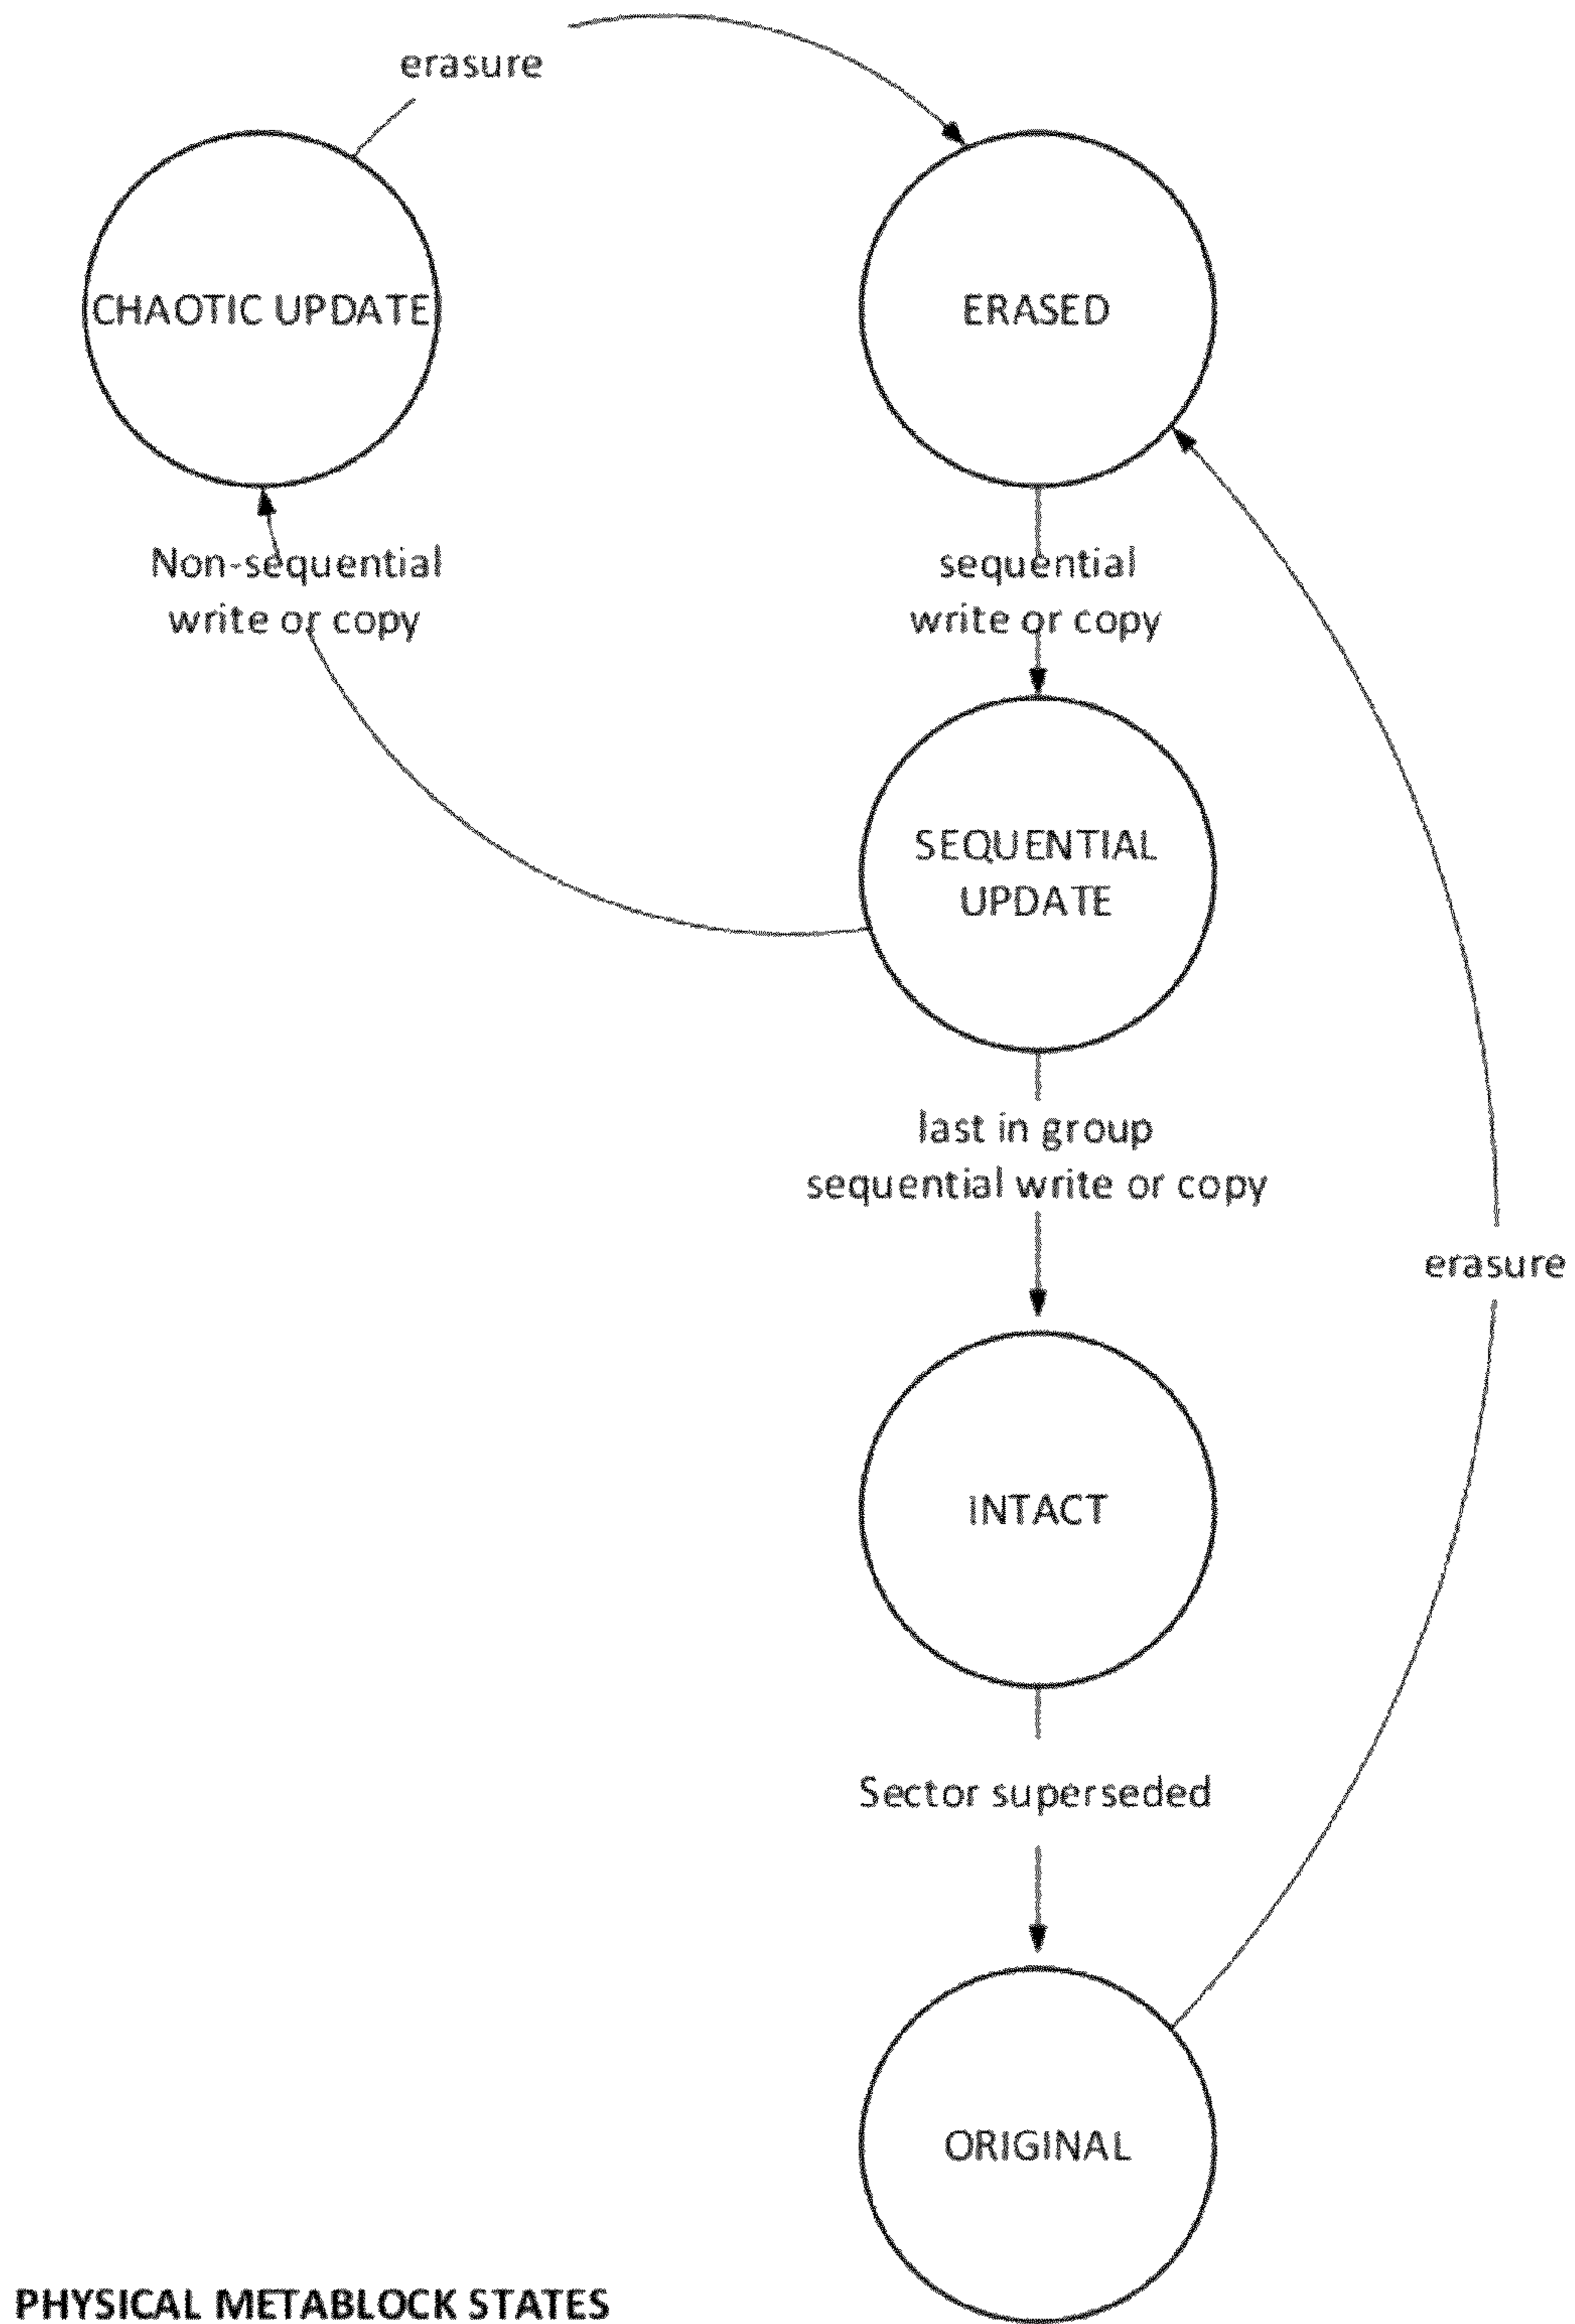 erasure
CHAOTIC UPDATE
ERASED
Non-sequential
write or copy
sequential
write or copy
SEQUENTIAL
UPDATE
last in group
sequential write or copy
erasure
INTACT
Sector superseded
ORIGINAL
PHYSICAL METABLOCK STATES